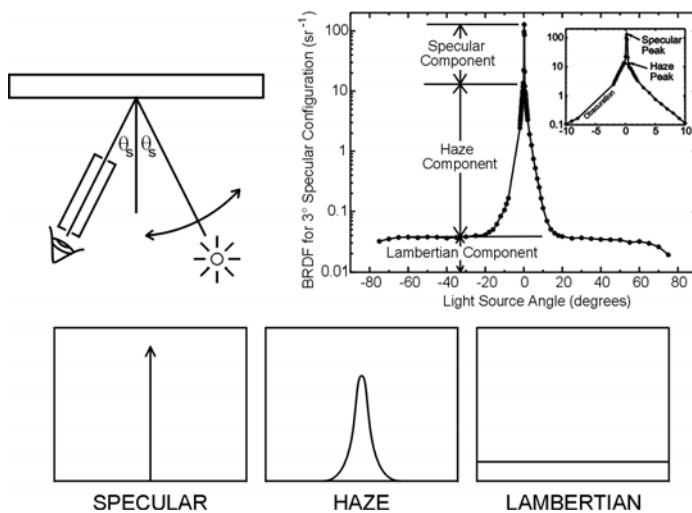 θs θs
BRDF for 3° Specular Configuration (sr⁻¹)
100
10
1
0.1
0.01
Specular
Component
Haze
Component
Lambertian Component
-80 -60 -40 -20 0 20 40 60 80
Light Source Angle (degrees)
100
10
1
0.1
Specular
Peak
Haze
Peak
Obscuration
-10 -5 0 5 10
SPECULAR
HAZE
LAMBERTIAN